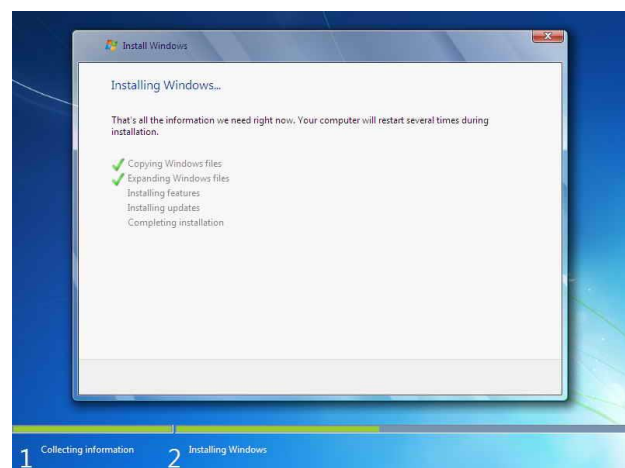 Install Windows
Installing Windows...
That's all the information we need right now. Your computer will restart several times during
installation.
Copying Windows files
Expanding Windows files
Installing features
Installing updates
Completing installation
1 Collecting information
2 Installing Windows